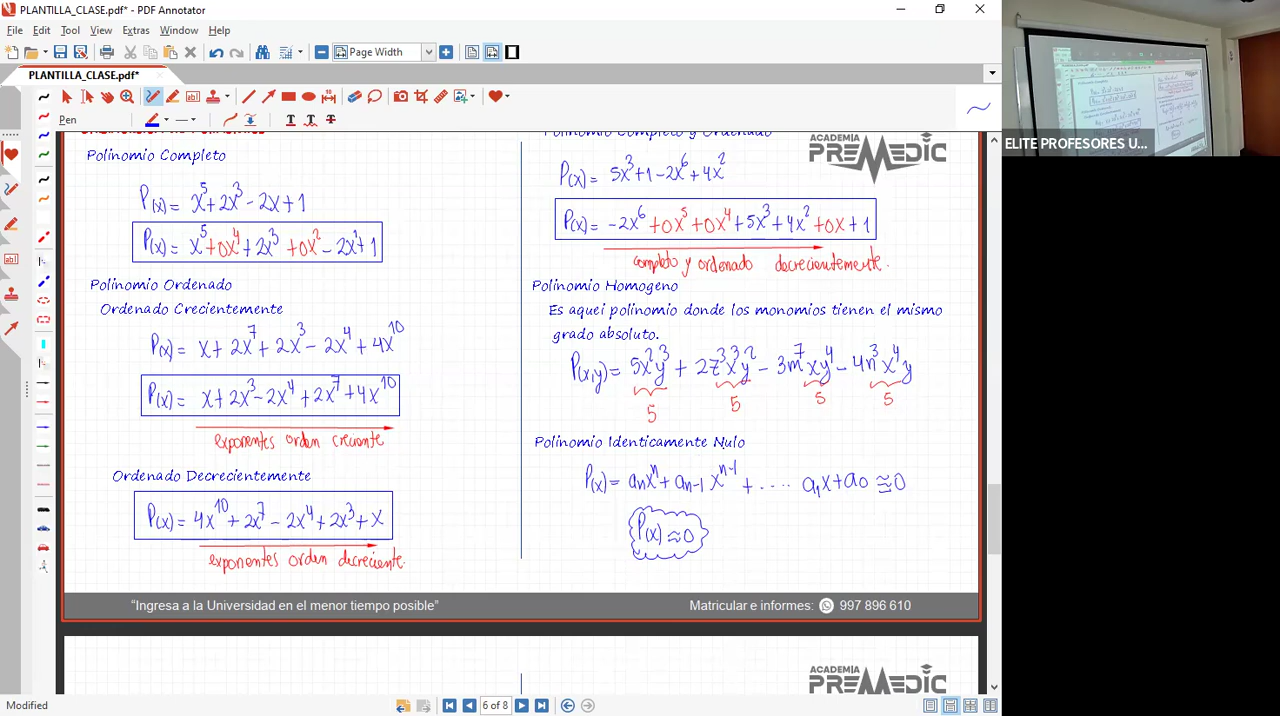 PLANTILLA_CLASE.pdf* - PDF Annotator
File Edit Tool View Extras Window Help
Page Width
PLANTILLA_CLASE.pdf*
Pen
Polinomio Completo
P(x) = x⁵ + 2x³ - 2x + 1
P(x) = x⁵ + 0x⁴ + 2x³ + 0x² - 2x¹ + 1
Polinomio Ordenado
Ordenado Crecientemente
P(x) = x + 2x⁷ + 2x³ - 2x⁴ + 4x¹⁰
P(x) = x + 2x³ - 2x⁴ + 2x⁷ + 4x¹⁰
exponentes orden creciente
Ordenado Decrecientemente
P(x) = 4x¹⁰ + 2x⁷ - 2x⁴ + 2x³ + x
exponentes orden decreciente.
Polinomio Completo y Ordenado
ACADEMIA
PREMEDIC
P(x) = 5x³ + 1 - 2x⁶ + 4x²
P(x) = -2x⁶ + 0x⁵ + 0x⁴ + 5x³ + 4x² + 0x + 1
completo y ordenado decrecientemente.
Polinomio Homogeno
Es aquel polinomio donde los monomios tienen el mismo
grado absoluto.
P(x,y) = 5x²y³ + 2z³x³y² - 3m⁷xy⁴ - 4n³x⁴y
5 5 5 5
Polinomio Identicamente Nulo
P(x) = aₙxⁿ + aₙ₋₁xⁿ⁻¹ + ..... a₁x + a₀ ≊ 0
P(x) ≈ 0
“Ingresa a la Universidad en el menor tiempo posible”
Matricular e informes: 997 896 610
ACADEMIA
PREMEDIC
Modified
6 of 8
ELITE PROFESORES U...